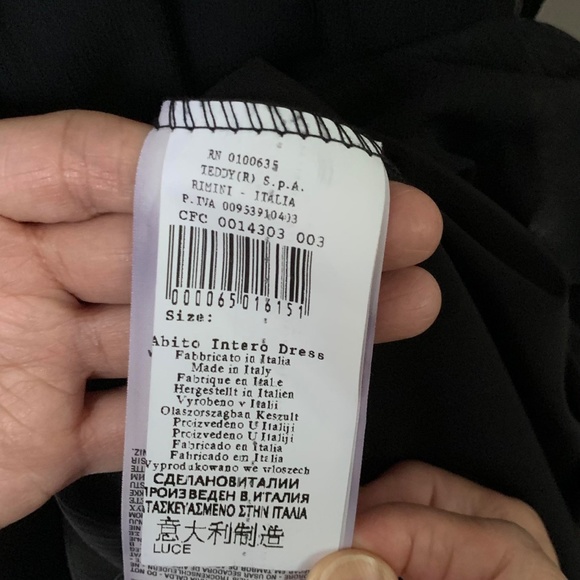 RN 0100635
TEDDY(R) S.p.A.
RIMINI - ITALIA
P.IVA 00953910403
CFC 0014303 003
000065016151
Size:
Abito Intero Dress
Fabbricato in Italia
Made in Italy
Fabrique en Italie
Hergestellt in Italien
Vyrobeno v Italii
Olaszorszagban Keszult
Proizvedeno U Italiji
Proizvedeno U Italiji
Fabricado en Italia
Fabricado em Italia
Vyprodukowano we wloszech
СДЕЛАНОВИТАЛИИ
ПРОИЗВЕДЕН В ИТАЛИЯ
ΚΑΤΑΣΚΕΥΑΣΜΕΝΟ ΣΤΗΝ ΙΤΑΛΙΑ
意大利制造
LUCE